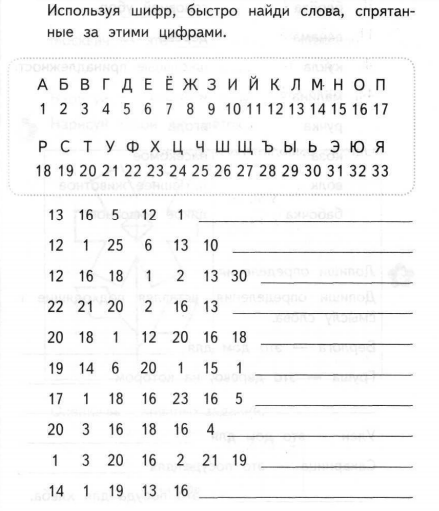 Используя шифр, быстро найди слова, спрятан-
ные за этими цифрами.
А Б В Г Д Е Ё Ж З И Й К Л М Н О П
1 2 3 4 5 6 7 8 9 10 11 12 13 14 15 16 17
Р С Т У Ф Х Ц Ч Ш Щ Ъ Ы Ь Э Ю Я
18 19 20 21 22 23 24 25 26 27 28 29 30 31 32 33
13 16 5 12 1
12 1 25 6 13 10
12 16 18 1 2 13 30
22 21 20 2 16 13
20 18 1 12 20 16 18
19 14 6 20 1 15 1
17 1 18 16 23 16 5
20 3 16 18 16 4
1 3 20 16 2 21 19
14 1 19 13 16